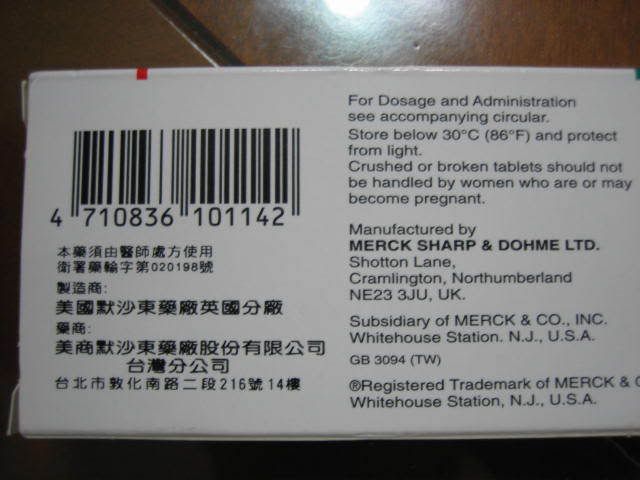 4 710836 101142
本藥須由醫師處方使用
衛署藥輸字第020198號
製造商:
美國默沙東藥廠英國分廠
藥商:
美商默沙東藥廠股份有限公司
台灣分公司
台北市敦化南路二段216號14樓
For Dosage and Administration
see accompanying circular.
Store below 30°C (86°F) and protect
from light.
Crushed or broken tablets should not
be handled by women who are or may
become pregnant.
Manufactured by
MERCK SHARP & DOHME LTD.
Shotton Lane,
Cramlington, Northumberland
NE23 3JU, UK.
Subsidiary of MERCK & CO., INC.
Whitehouse Station. N.J., U.S.A.
GB 3094 (TW)
®Registered Trademark of MERCK &
Whitehouse Station, N.J., U.S.A.